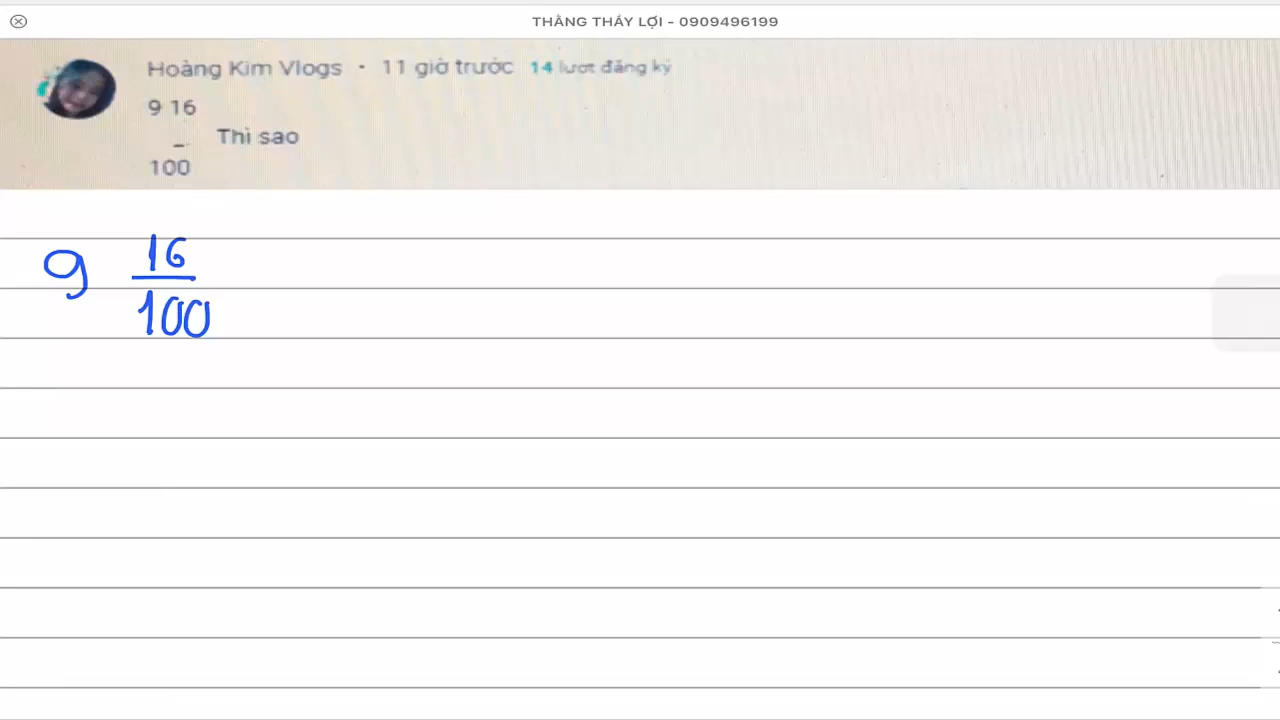 THẦNG THẦY LỢI - 0909496199
Hoàng Kim Vlogs • 11 giờ trước 14 lượt đăng ký
9 16
_ Thì sao
100
9 16
100